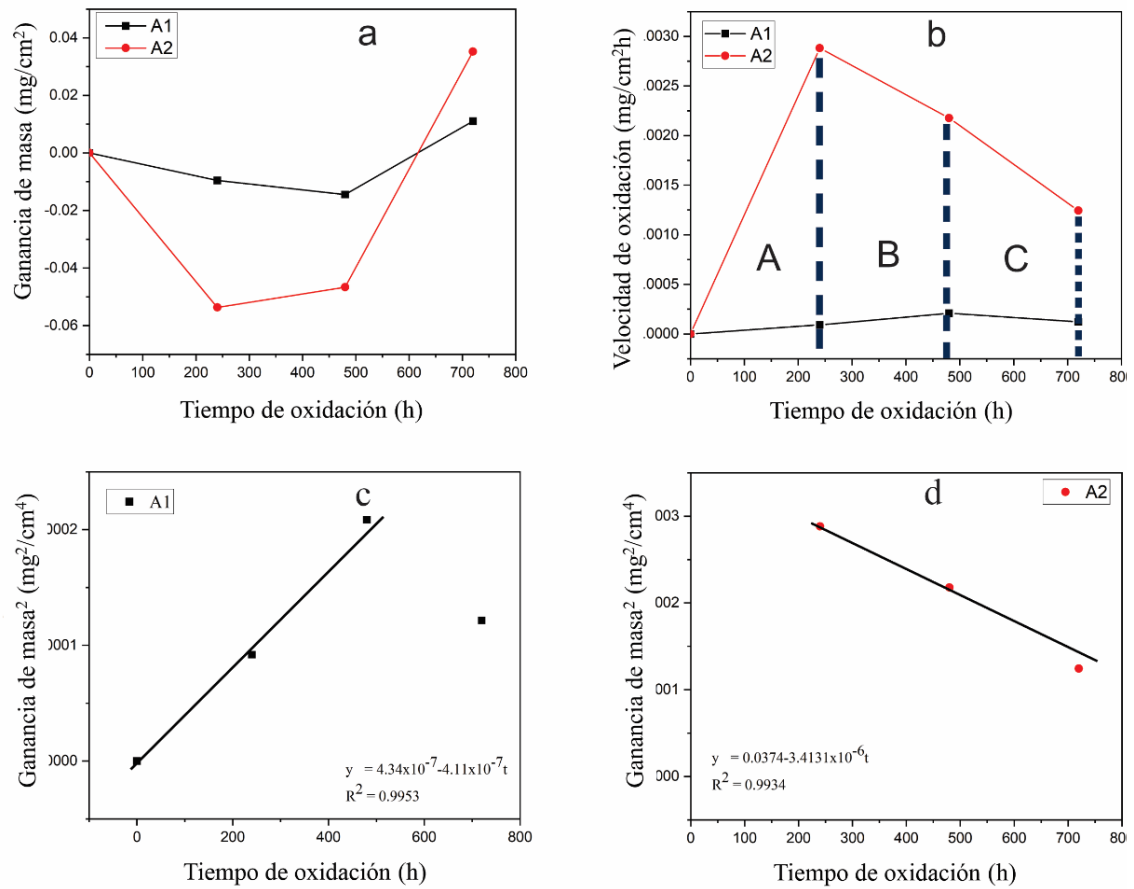 A1
A2
a
Ganancia de masa (mg/cm²)
0.04
0.02
0.00
-0.02
-0.04
-0.06
0 100 200 300 400 500 600 700 800
Tiempo de oxidación (h)
A1
A2
b
Velocidad de oxidación (mg/cm²h)
.0030
.0025
.0020
.0015
.0010
.0005
.0000
A B C
0 100 200 300 400 500 600 700 800
Tiempo de oxidación (h)
A1
c
Ganancia de masa² (mg²/cm⁴)
0002
0001
0000
y = 4.34x10⁻⁷-4.11x10⁻⁷t
R² = 0.9953
0 200 400 600 800
Tiempo de oxidación (h)
d
A2
Ganancia de masa² (mg²/cm⁴)
.003
.002
.001
.000
y = 0.0374-3.4131x10⁻⁶t
R² = 0.9934
0 100 200 300 400 500 600 700 800
Tiempo de oxidación (h)